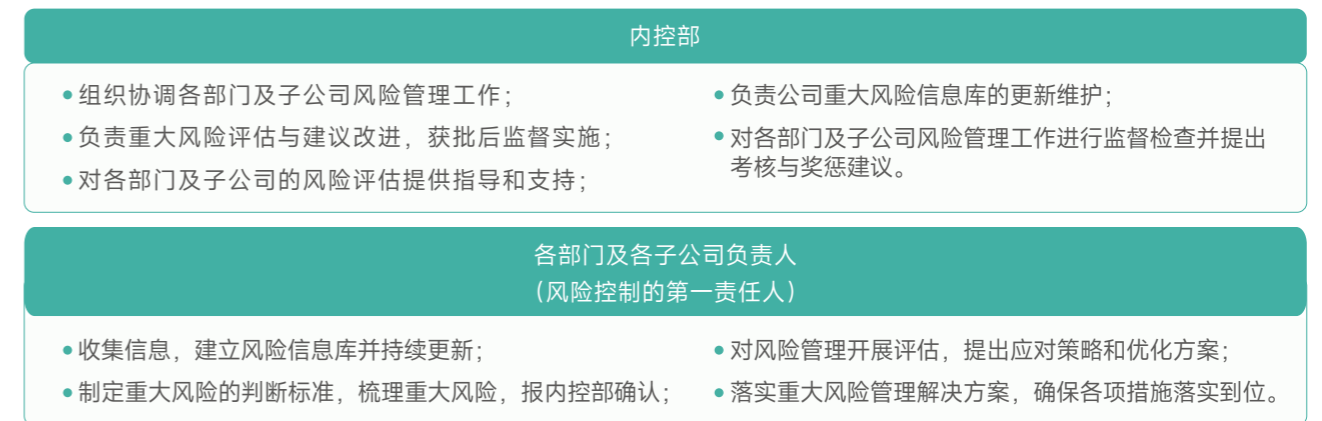 内控部
•组织协调各部门及子公司风险管理工作；
•负责重大风险评估与建议改进，获批后监督实施；
•对各部门及子公司的风险评估提供指导和支持；
•负责公司重大风险信息库的更新维护；
•对各部门及子公司风险管理工作进行监督检查并提出
考核与奖惩建议。
各部门及各子公司负责人
（风险控制的第一责任人）
•收集信息，建立风险信息库并持续更新；
•制定重大风险的判断标准，梳理重大风险，报内控部确认；
•对风险管理开展评估，提出应对策略和优化方案；
•落实重大风险管理解决方案，确保各项措施落实到位。